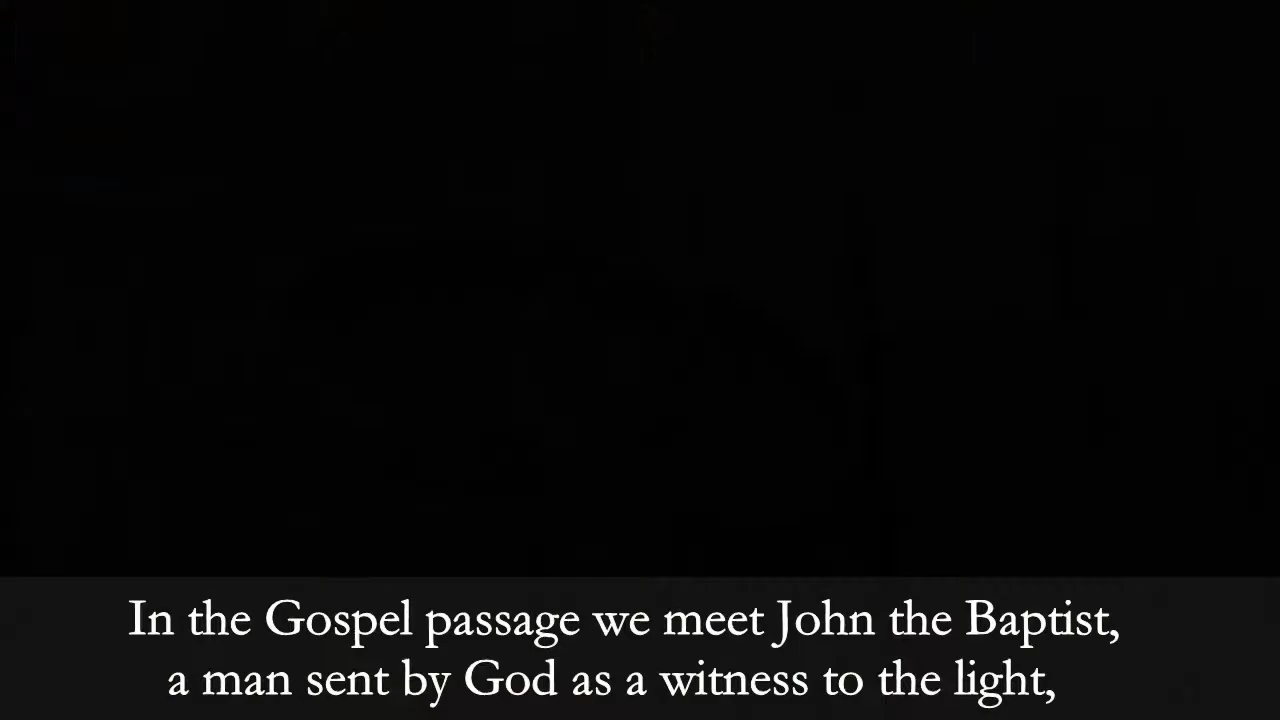 In the Gospel passage we meet John the Baptist,
a man sent by God as a witness to the light,